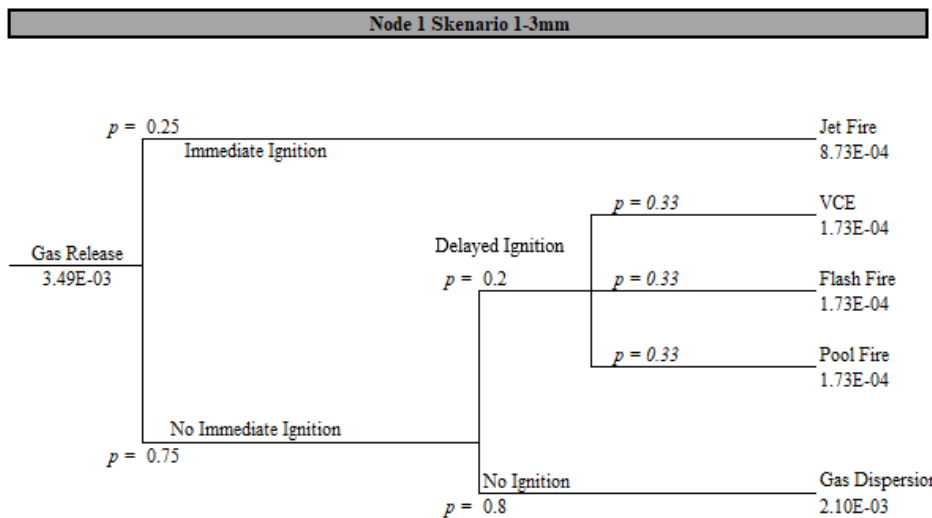 Node 1 Skenario 1-3mm
p = 0.25
Immediate Ignition
Jet Fire
8.73E-04
p = 0.33
VCE
1.73E-04
Gas Release
3.49E-03
Delayed Ignition
p = 0.2
p = 0.33
Flash Fire
1.73E-04
p = 0.33
Pool Fire
1.73E-04
No Immediate Ignition
p = 0.75
No Ignition
p = 0.8
Gas Dispersion
2.10E-03